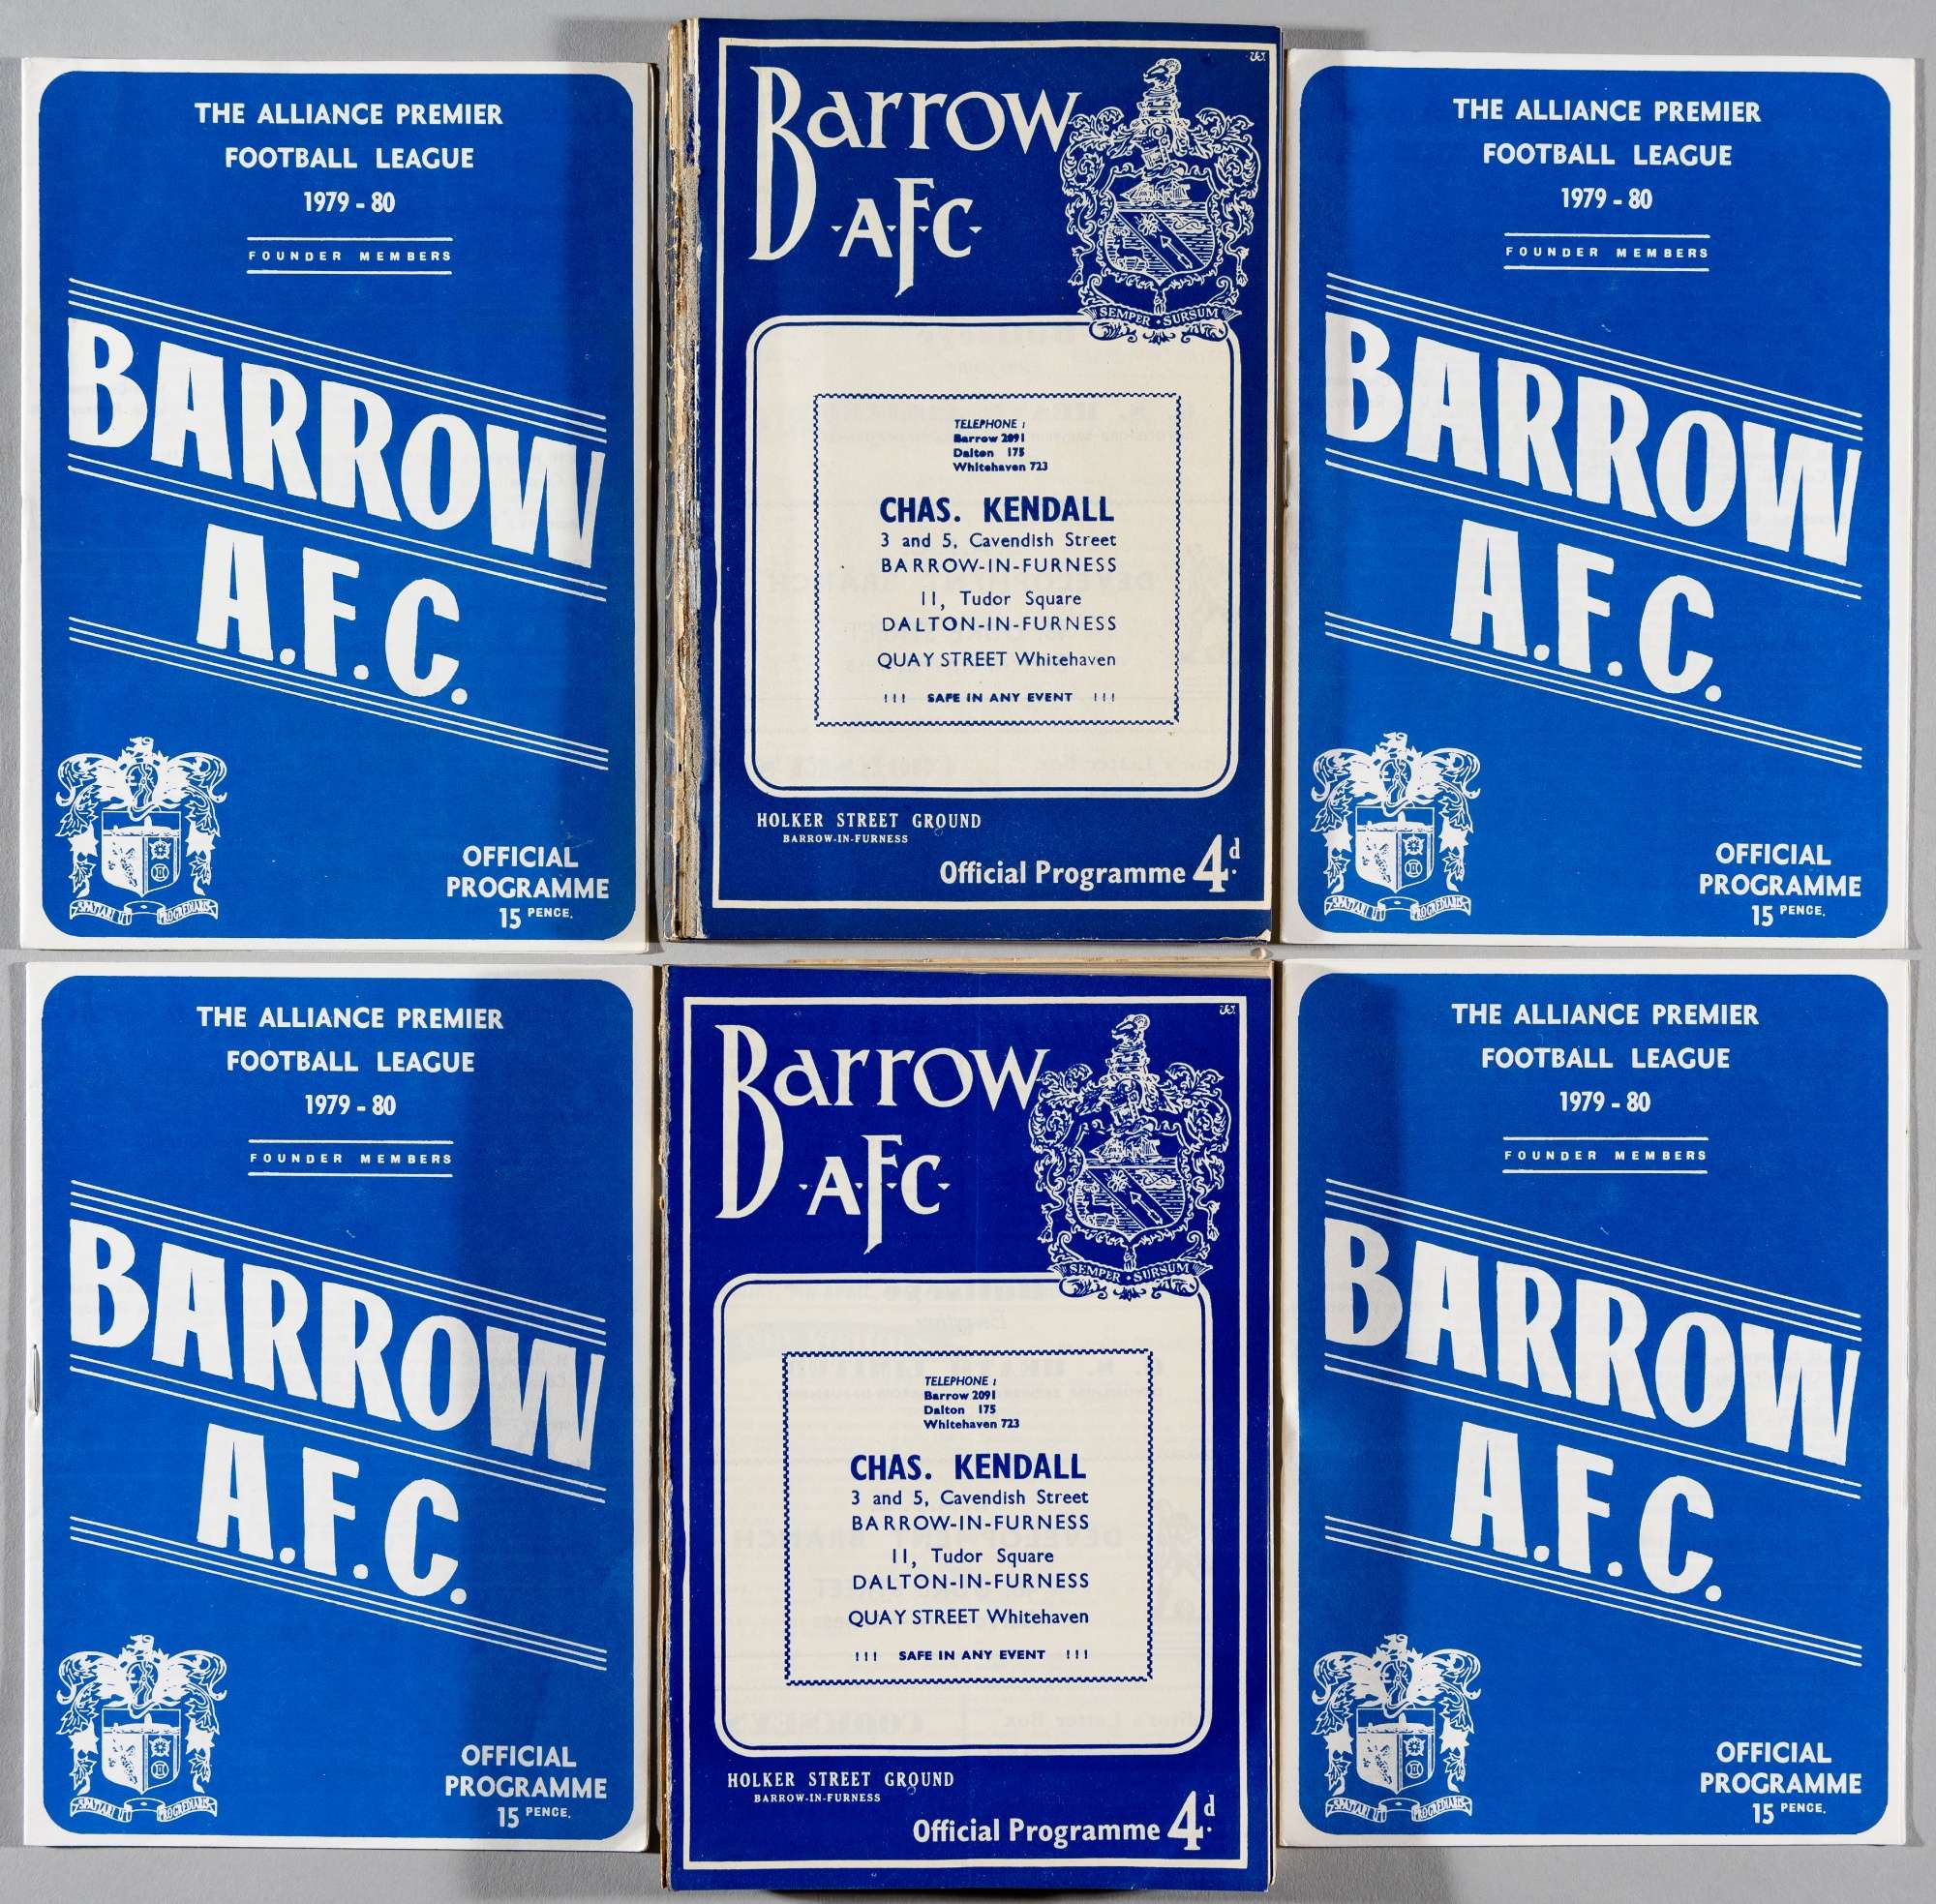 THE ALLIANCE PREMIER
FOOTBALL LEAGUE
1979 - 80
FOUNDER MEMBERS
BARROW
A.F.C.
OFFICIAL
PROGRAMME
15 PENCE.
Barrow
·A·F·C·
SEMPER · SURSUM
TELEPHONE :
Barrow 2091
Dalton 175
Whitehaven 723
CHAS. KENDALL
3 and 5, Cavendish Street
BARROW-IN-FURNESS
11, Tudor Square
DALTON-IN-FURNESS
QUAY STREET Whitehaven
!!! SAFE IN ANY EVENT !!!
HOLKER STREET GROUND
BARROW-IN-FURNESS
Official Programme 4d.
THE ALLIANCE PREMIER
FOOTBALL LEAGUE
1979 - 80
FOUNDER MEMBERS
BARROW
A.F.C.
OFFICIAL
PROGRAMME
15 PENCE.
THE ALLIANCE PREMIER
FOOTBALL LEAGUE
1979 - 80
FOUNDER MEMBERS
BARROW
A.F.C.
OFFICIAL
PROGRAMME
15 PENCE.
Barrow
·A·F·C·
SEMPER · SURSUM
TELEPHONE :
Barrow 2091
Dalton 175
Whitehaven 723
CHAS. KENDALL
3 and 5, Cavendish Street
BARROW-IN-FURNESS
11, Tudor Square
DALTON-IN-FURNESS
QUAY STREET Whitehaven
!!! SAFE IN ANY EVENT !!!
HOLKER STREET GROUND
BARROW-IN-FURNESS
Official Programme 4d.
THE ALLIANCE PREMIER
FOOTBALL LEAGUE
1979 - 80
FOUNDER MEMBERS
BARROW
A.F.C.
OFFICIAL
PROGRAMME
15 PENCE.